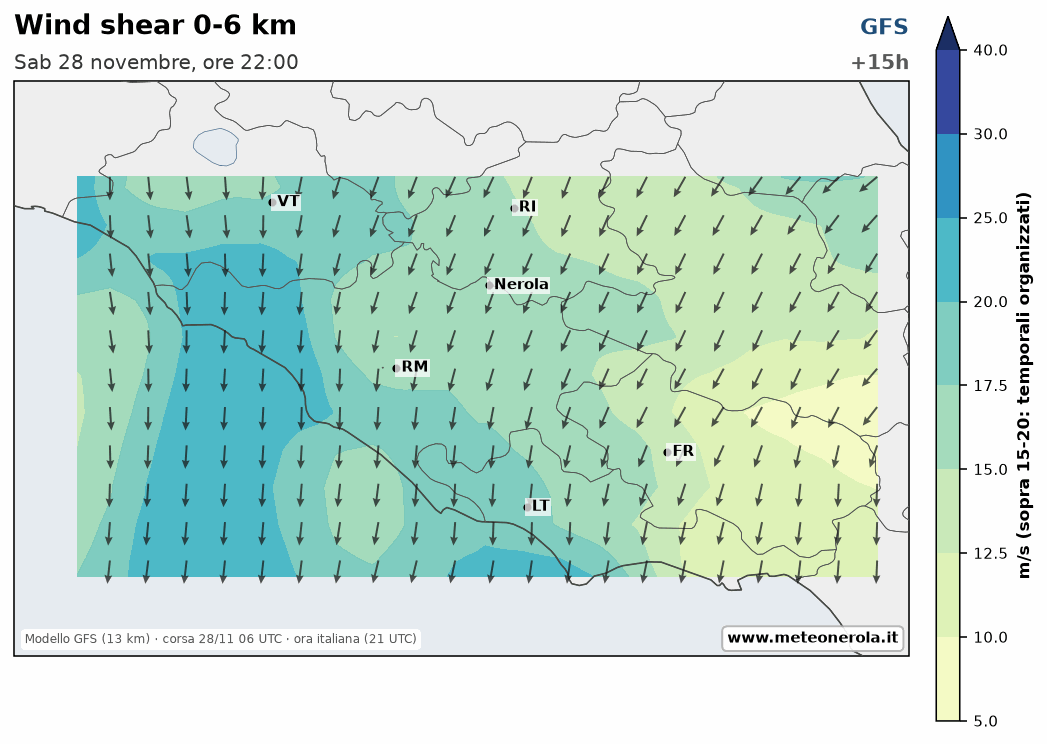 Wind shear 0-6 km
GFS
Sab 28 novembre, ore 22:00
+15h
VT
RI
Nerola
RM
FR
LT
40.0
30.0
25.0
20.0
17.5
15.0
12.5
10.0
5.0
m/s (sopra 15-20: temporali organizzati)
Modello GFS (13 km) · corsa 28/11 06 UTC · ora italiana (21 UTC)
www.meteonerola.it